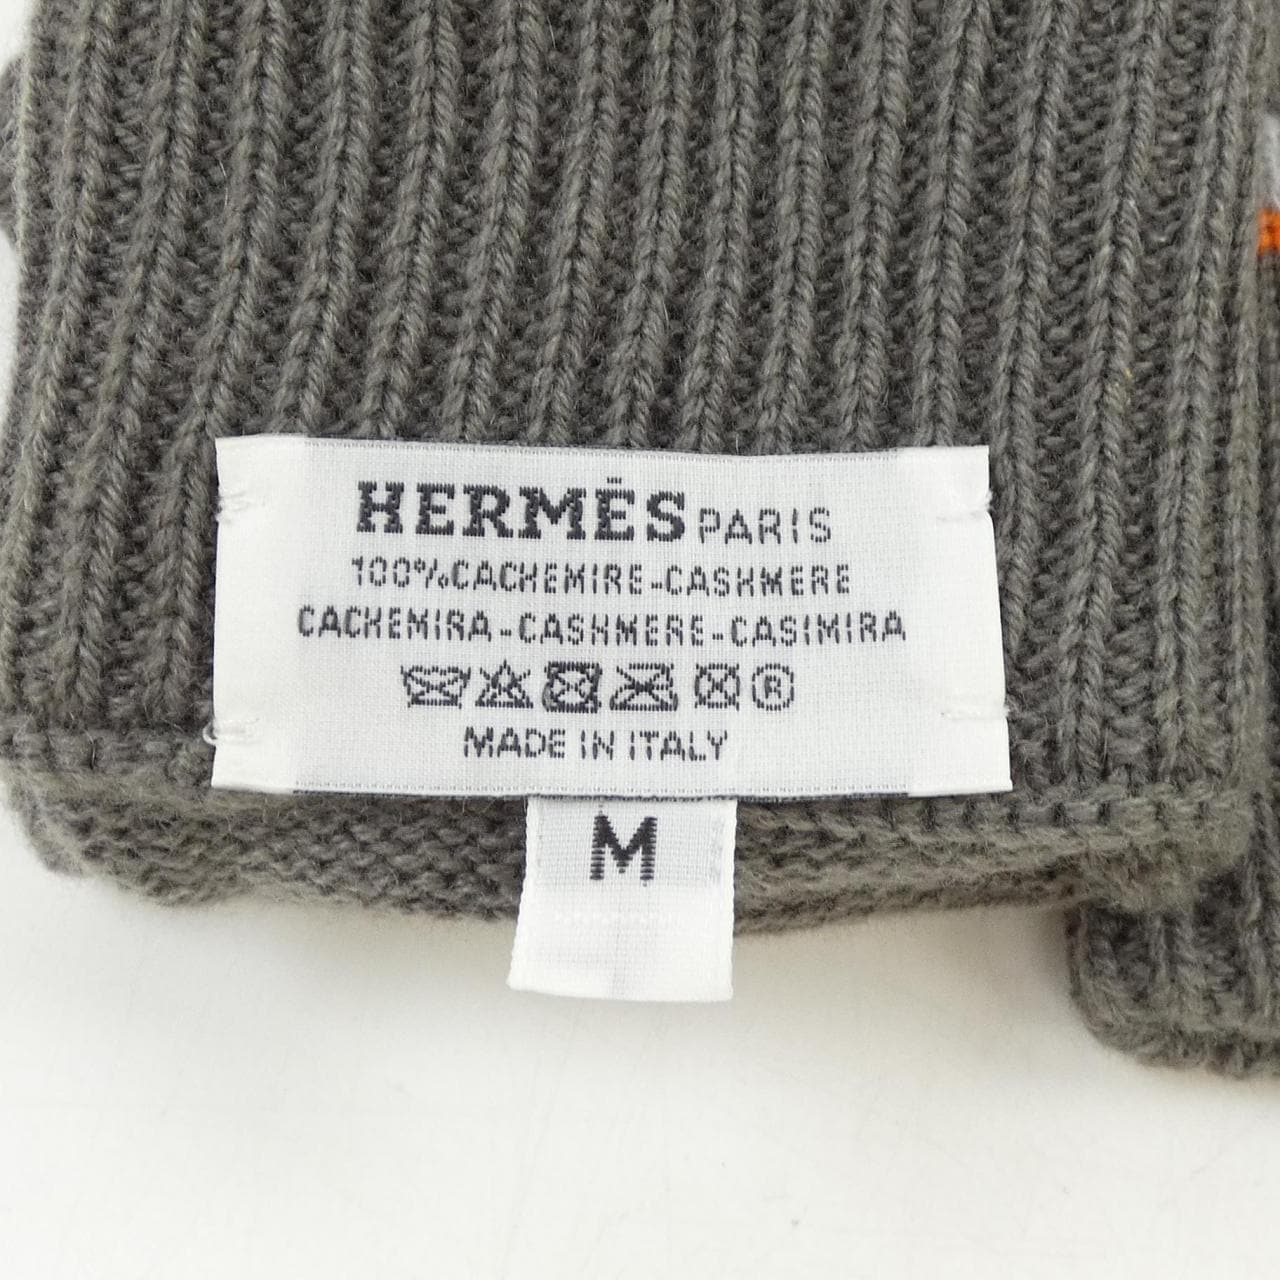 HERMÈS PARIS
100%CACHEMIRE-CASHMERE
CACHEMIRA-CASHMERE-CASIMIRA
®
MADE IN ITALY
M